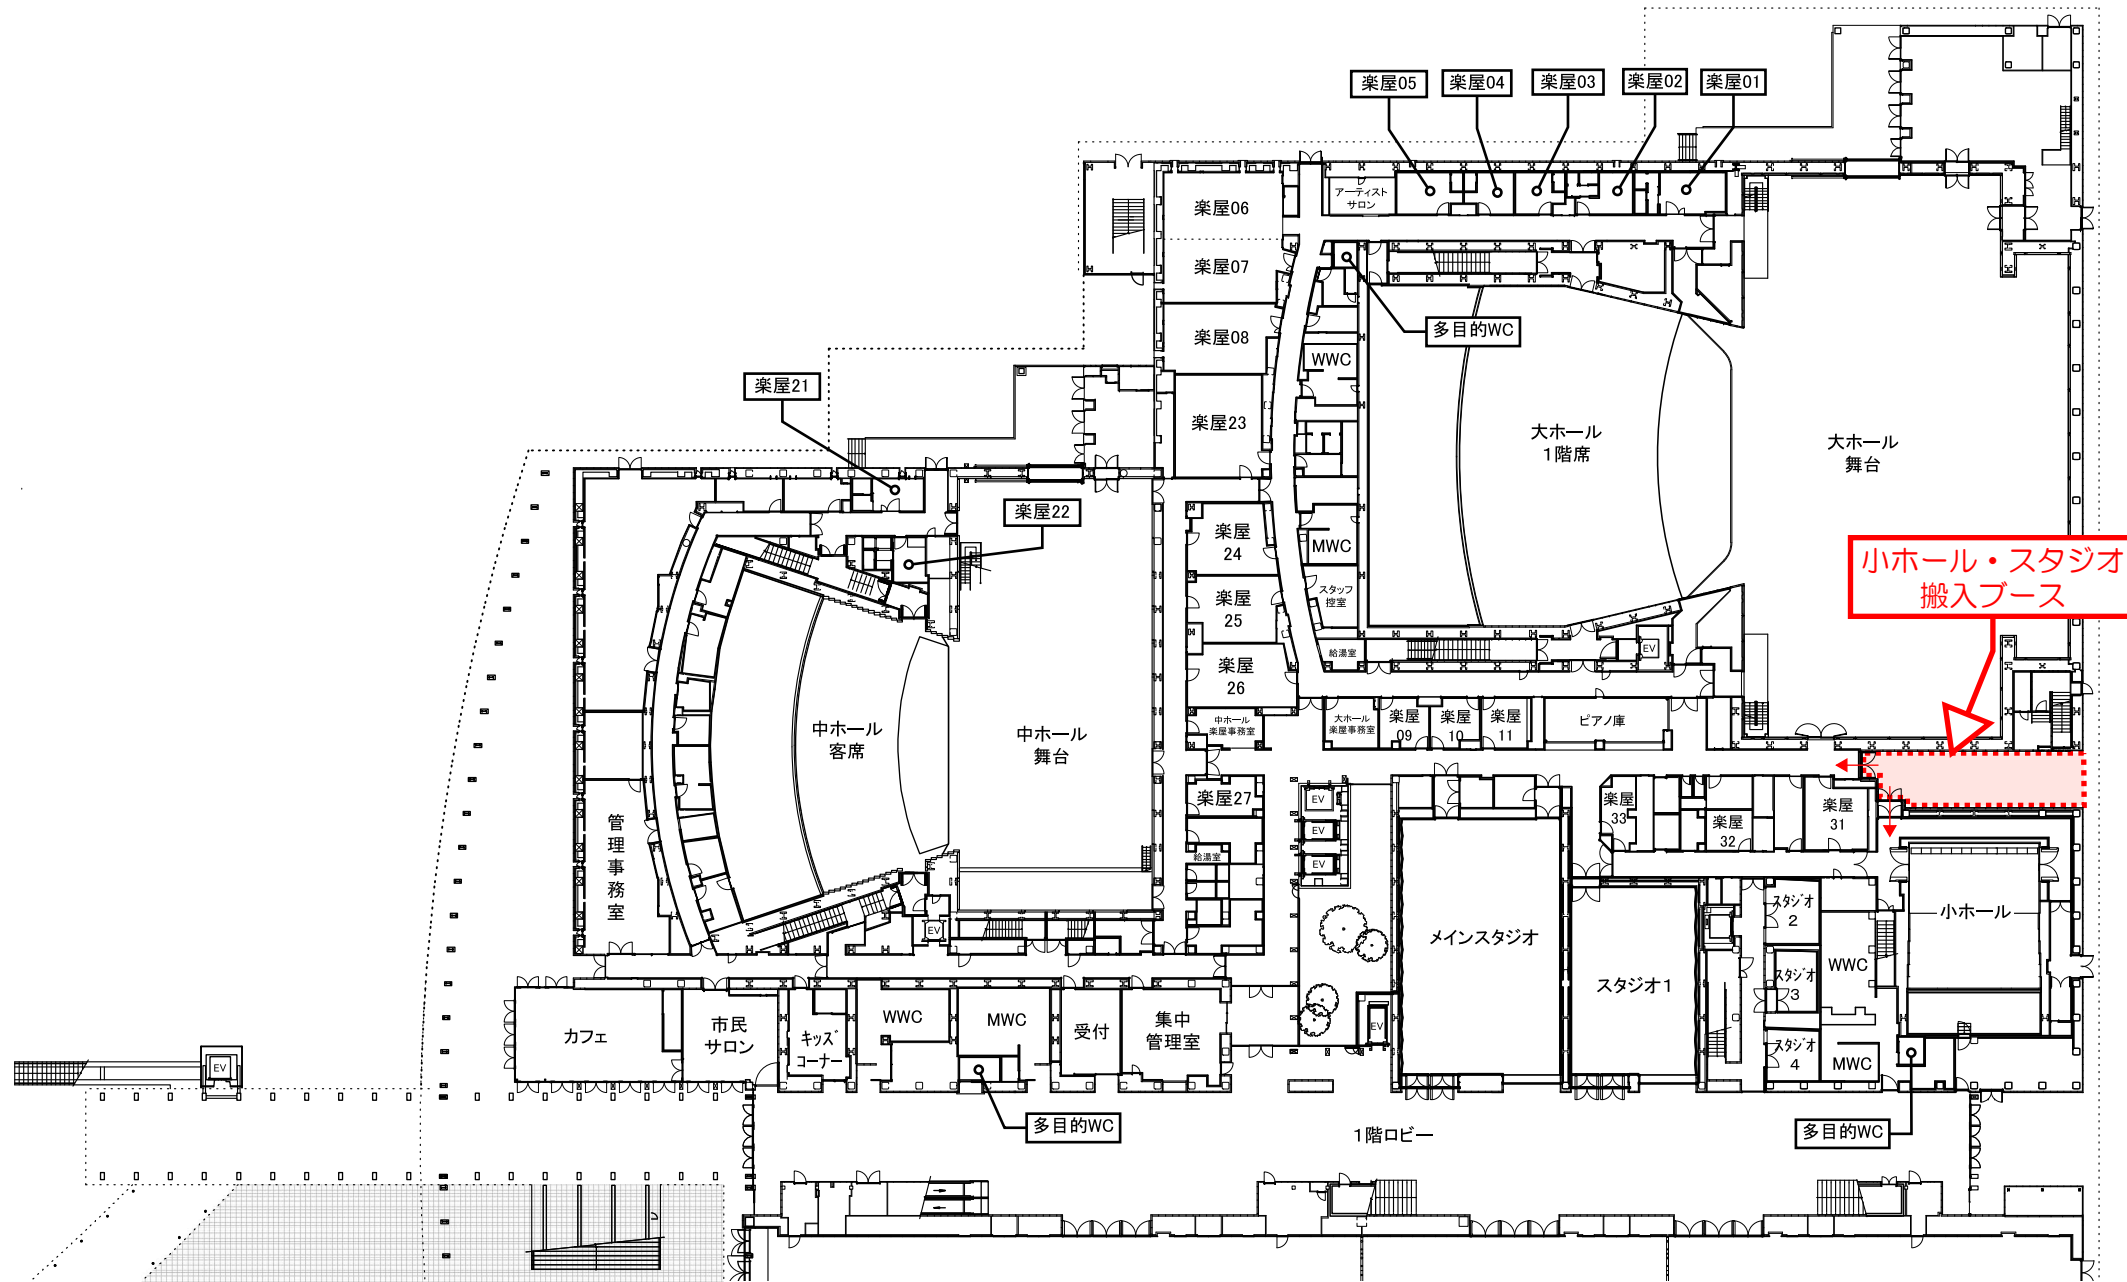 楽屋05
楽屋04
楽屋03
楽屋02
楽屋01
アーティスト
サロン
楽屋06
楽屋07
楽屋08
多目的WC
WWC
楽屋21
楽屋23
大ホール
1階席
大ホール
舞台
楽屋22
楽屋
24
MWC
小ホール・スタジオ
搬入ブース
楽屋
25
スタッフ
控室
給湯室
EV
楽屋
26
中ホール
楽屋事務室
大ホール
楽屋事務室
楽屋
09
楽屋
10
楽屋
11
ピアノ庫
中ホール
客席
中ホール
舞台
楽屋27
EV
EV
EV
楽屋
33
楽屋
32
楽屋
31
管理事務室
給湯室
EV
メインスタジオ
スタジオ1
スタジオ
2
小ホール
スタジオ
3
WWC
スタジオ
4
MWC
カフェ
市民
サロン
キッズ
コーナー
WWC
MWC
受付
集中
管理室
EV
EV
多目的WC
1階ロビー
多目的WC